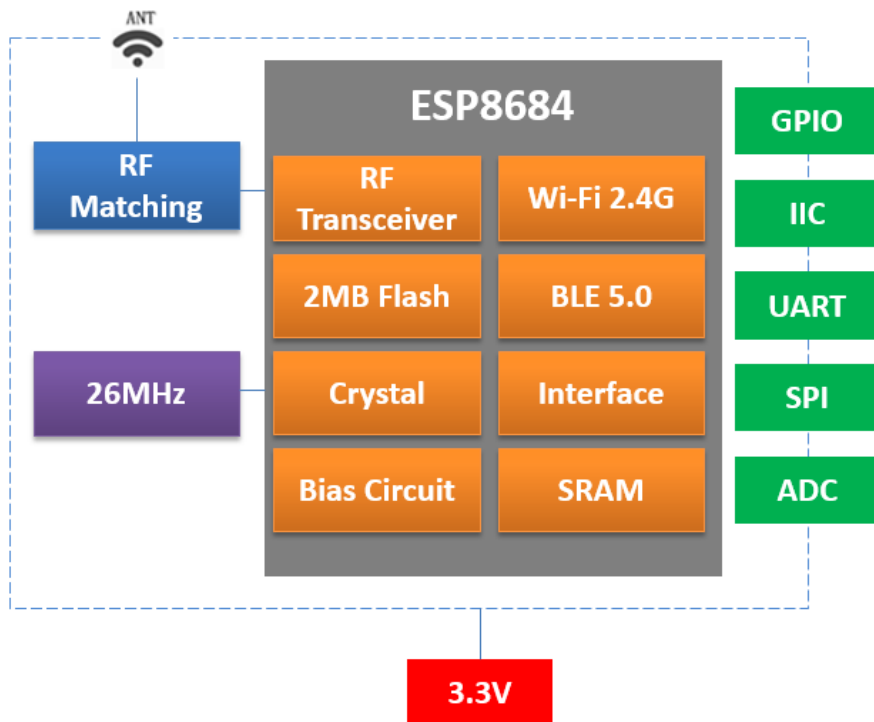 ANT
ESP8684
GPIO
RF
Matching
RF
Transceiver
Wi-Fi 2.4G
IIC
2MB Flash
BLE 5.0
UART
26MHz
Crystal
Interface
SPI
Bias Circuit
SRAM
ADC
3.3V